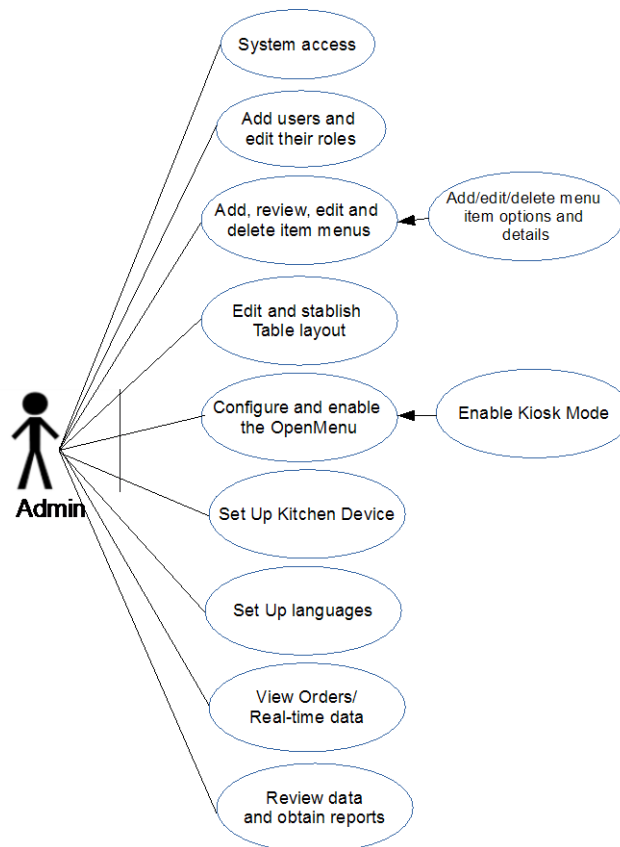 System access
Add users and
edit their roles
Add, review, edit and
delete item menus
Add/edit/delete menu
item options and
details
Edit and stablish
Table layout
Configure and enable
the OpenMenu
Enable Kiosk Mode
Admin
Set Up Kitchen Device
Set Up languages
View Orders/
Real-time data
Review data
and obtain reports